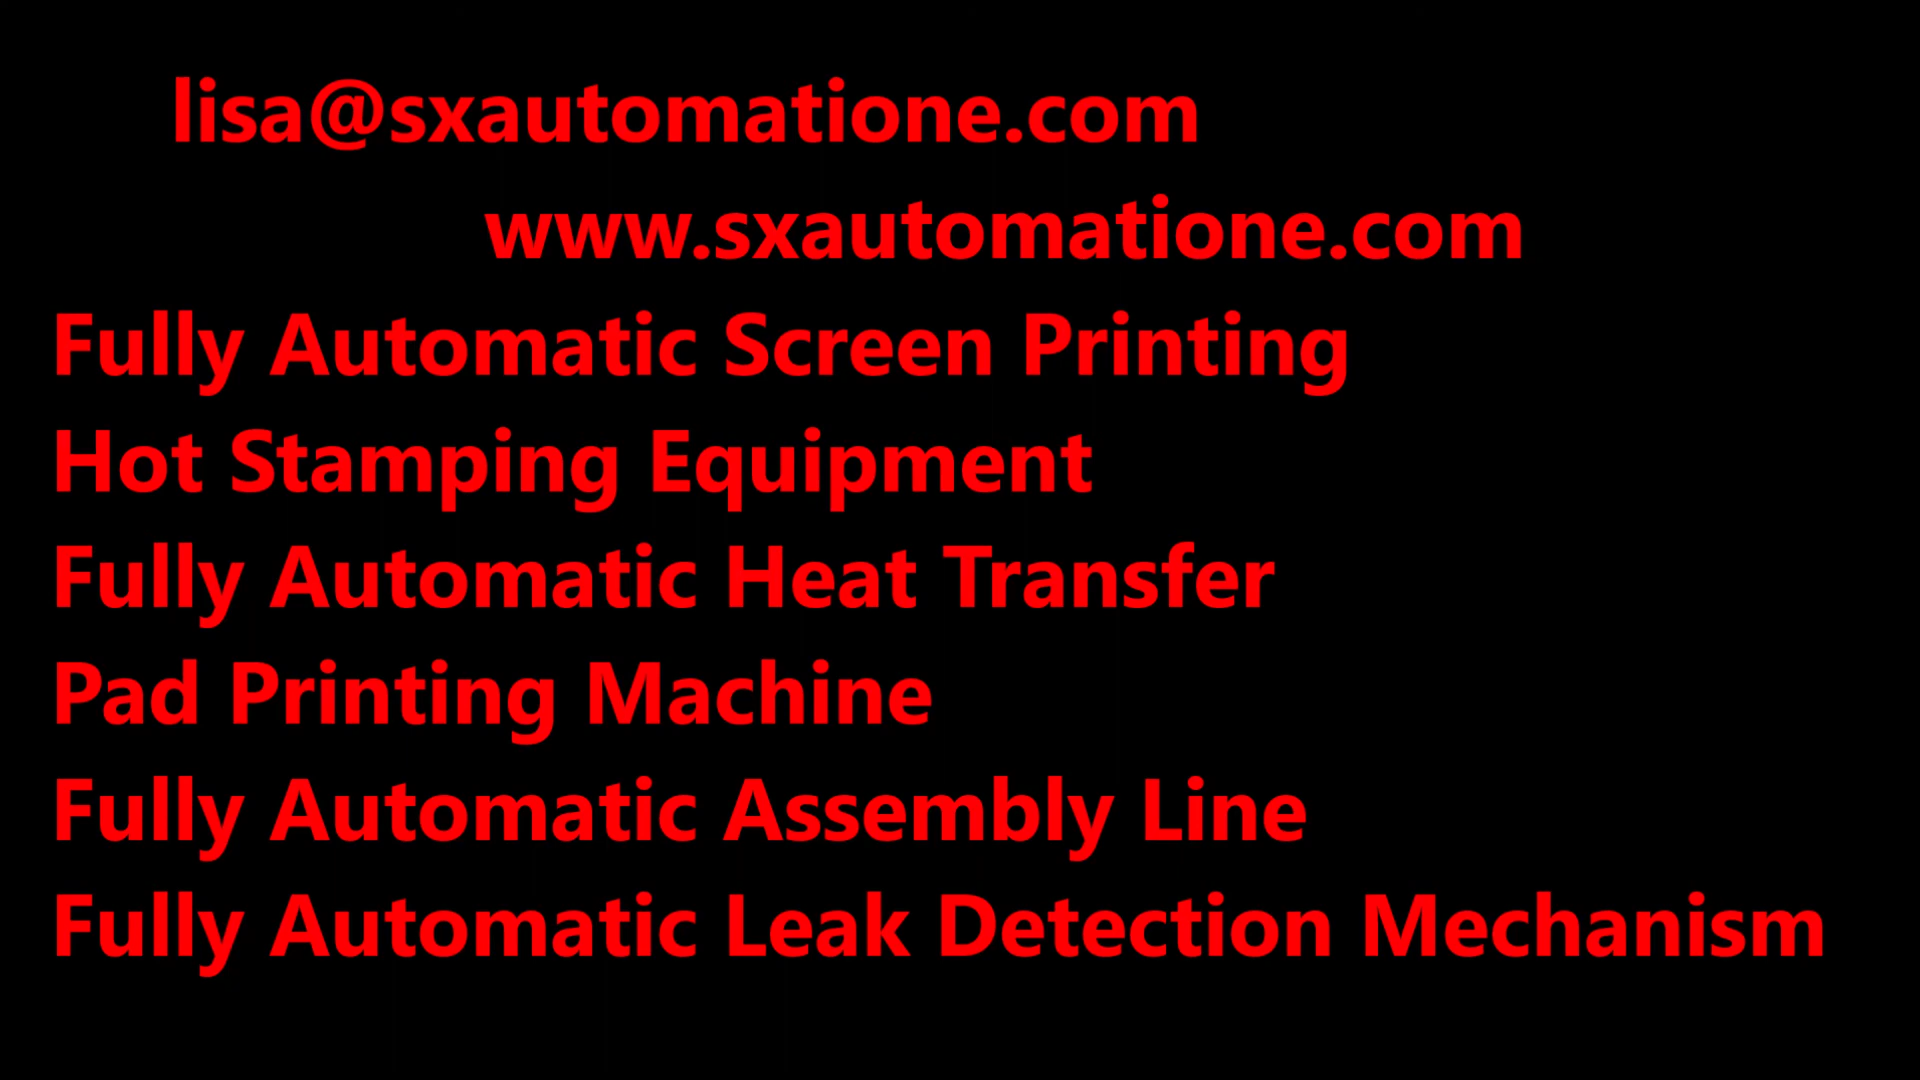 lisa@sxautomatione.com
www.sxautomatione.com
Fully Automatic Screen Printing
Hot Stamping Equipment
Fully Automatic Heat Transfer
Pad Printing Machine
Fully Automatic Assembly Line
Fully Automatic Leak Detection Mechanism